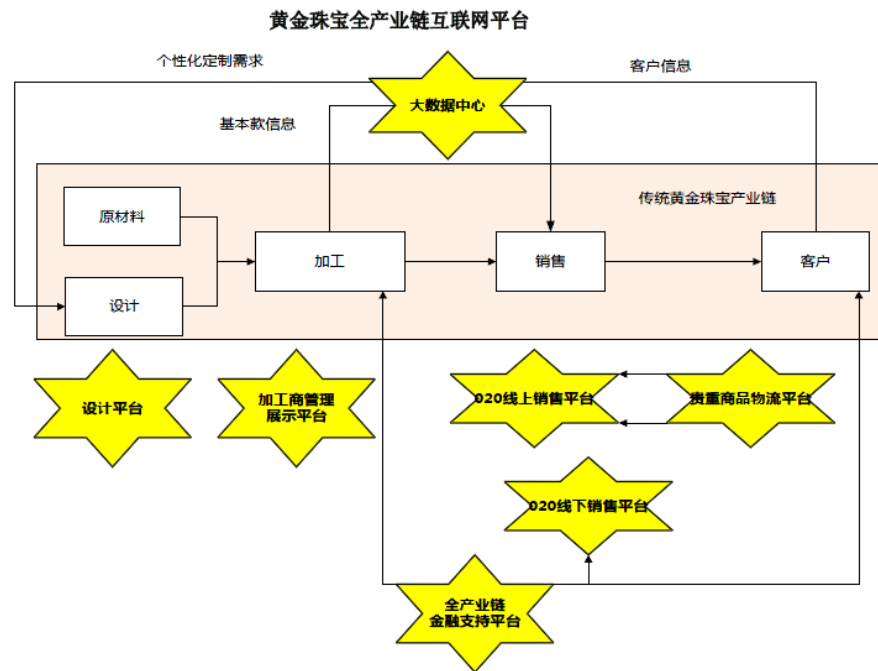 黄金珠宝全产业链互联网平台
个性化定制需求
客户信息
大数据中心
基本款信息
传统黄金珠宝产业链
原材料
加工
销售
客户
设计
设计平台
加工商管理
展示平台
020线上销售平台
贵重商品物流平台
020线下销售平台
全产业链
金融支持平台